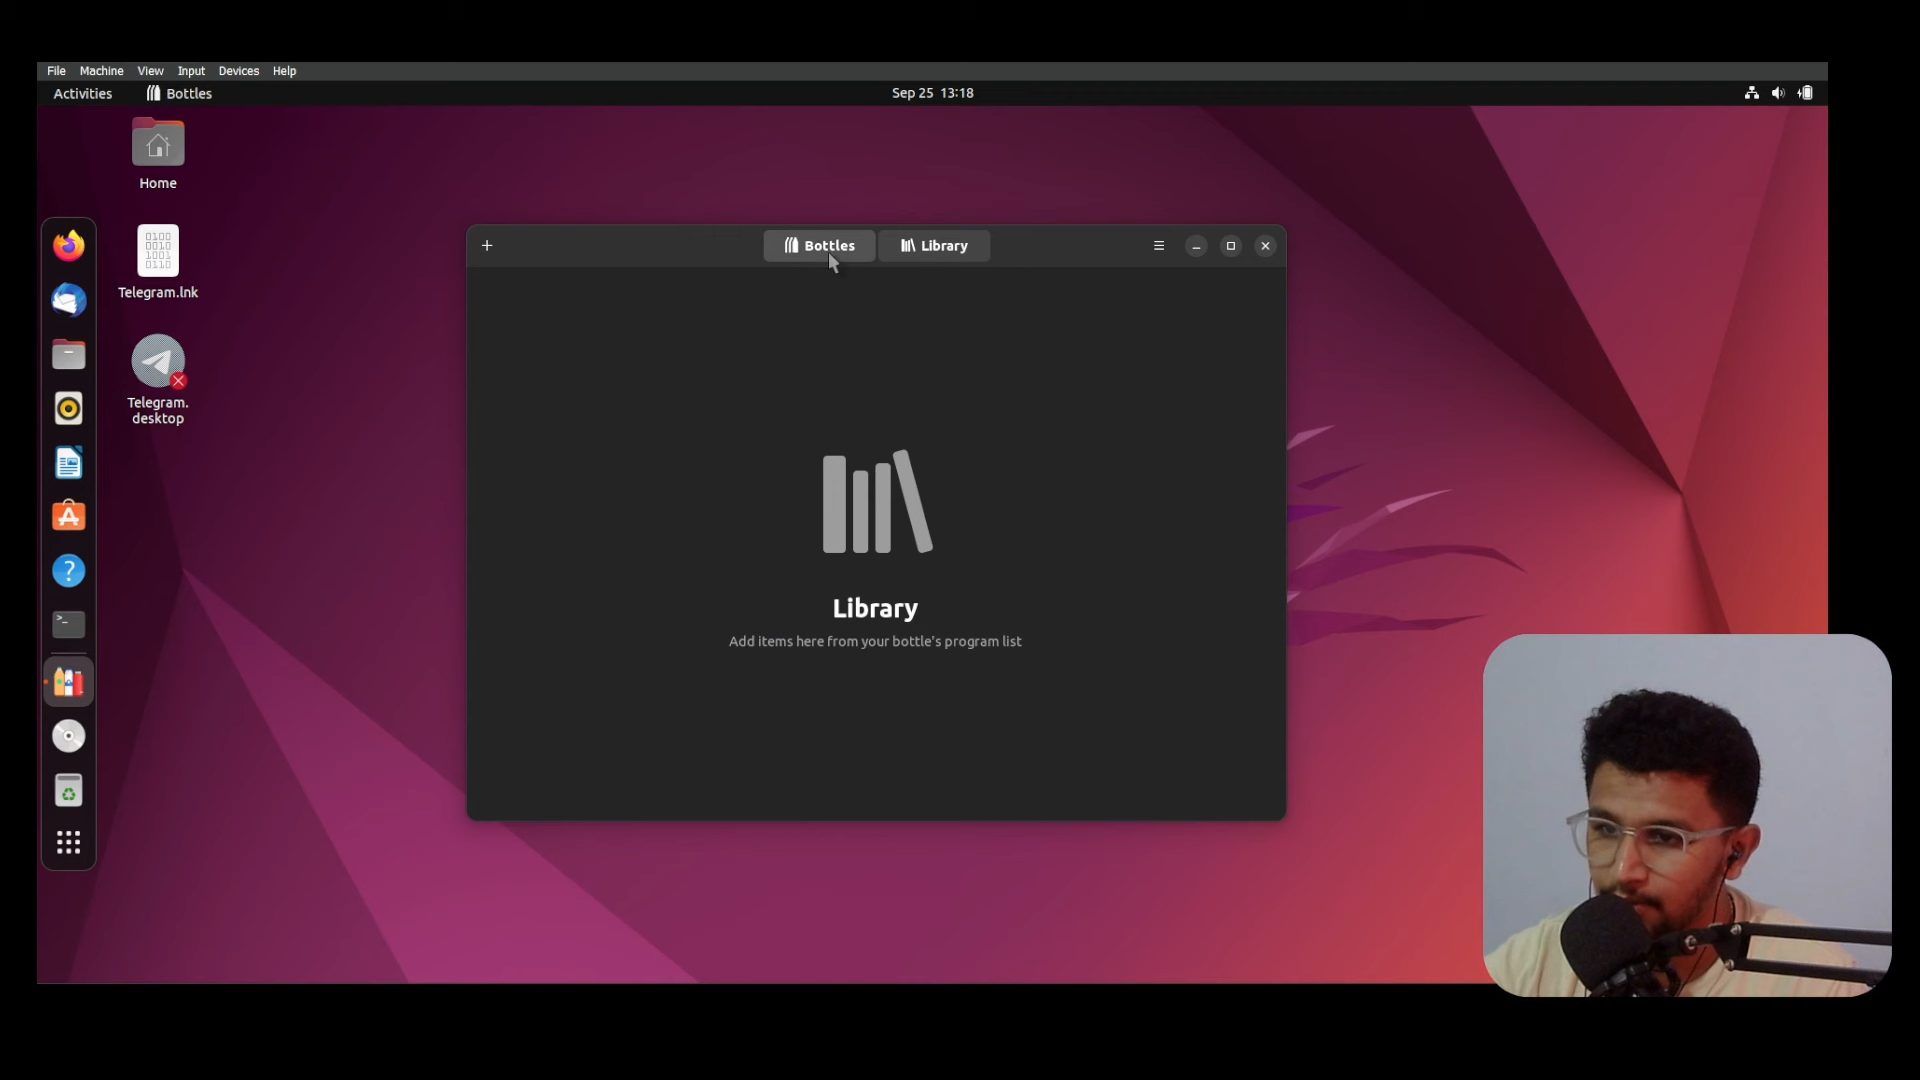 File Machine View Input Devices Help
Activities Bottles Sep 25 13:18
Home
Telegram.lnk
Telegram.
desktop
Bottles Library
Library
Add items here from your bottle's program list